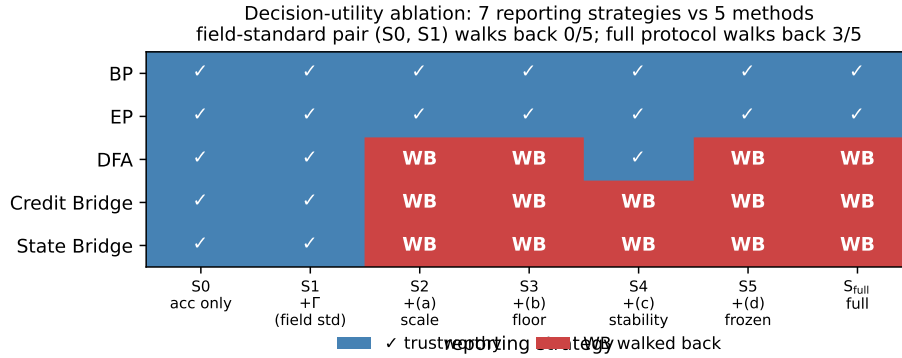 Decision-utility ablation: 7 reporting strategies vs 5 methods
field-standard pair (S0, S1) walks back 0/5; full protocol walks back 3/5
BP ✓ ✓ ✓ ✓ ✓ ✓ ✓
EP ✓ ✓ ✓ ✓ ✓ ✓ ✓
DFA ✓ ✓ WB WB ✓ WB WB
Credit Bridge ✓ ✓ WB WB WB WB WB
State Bridge ✓ ✓ WB WB WB WB WB
S0 S1 S2 S3 S4 S5 S_full
acc only +Γ +(a) +(b) +(c) +(d) full
(field std) scale floor stability frozen
reporting strategy
✓ trustworthy WB walked back